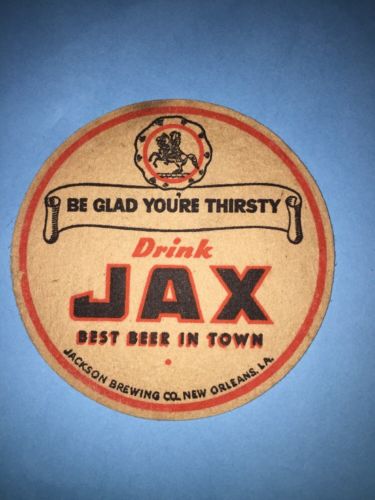 BE GLAD YOU'RE THIRSTY
Drink
JAX
BEST BEER IN TOWN
JACKSON BREWING CO. NEW ORLEANS, LA.